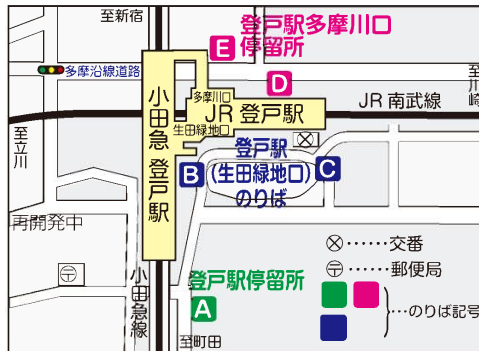 至新宿
登戸駅多摩川口
停留所
E
多摩沿線道路
D
至川崎
多摩川口
JR 登戸駅
JR 南武線
生田緑地口
小田急 登戸駅
至立川
登戸駅
(生田緑地口)
のりば
B
C
再開発中
交番
郵便局
のりば記号
登戸駅停留所
A
小田急線
至町田